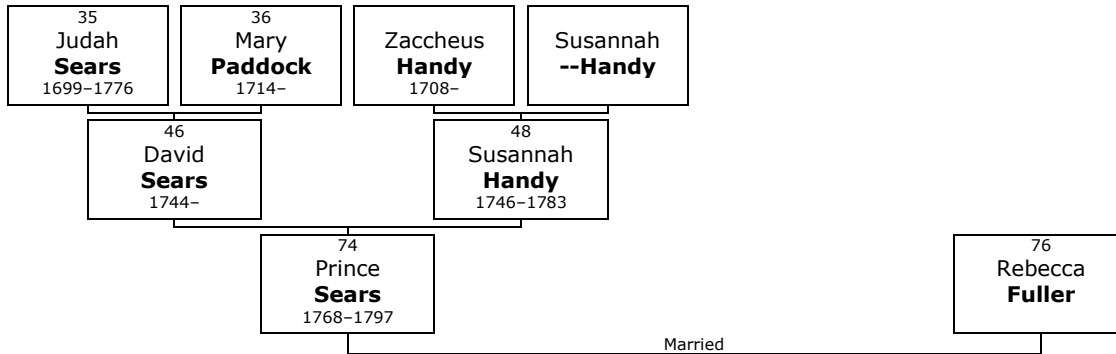 35
Judah
Sears
1699–1776
36
Mary
Paddock
1714–
Zaccheus
Handy
1708–
Susannah
--Handy
46
David
Sears
1744–
48
Susannah
Handy
1746–1783
74
Prince
Sears
1768–1797
76
Rebecca
Fuller
Married